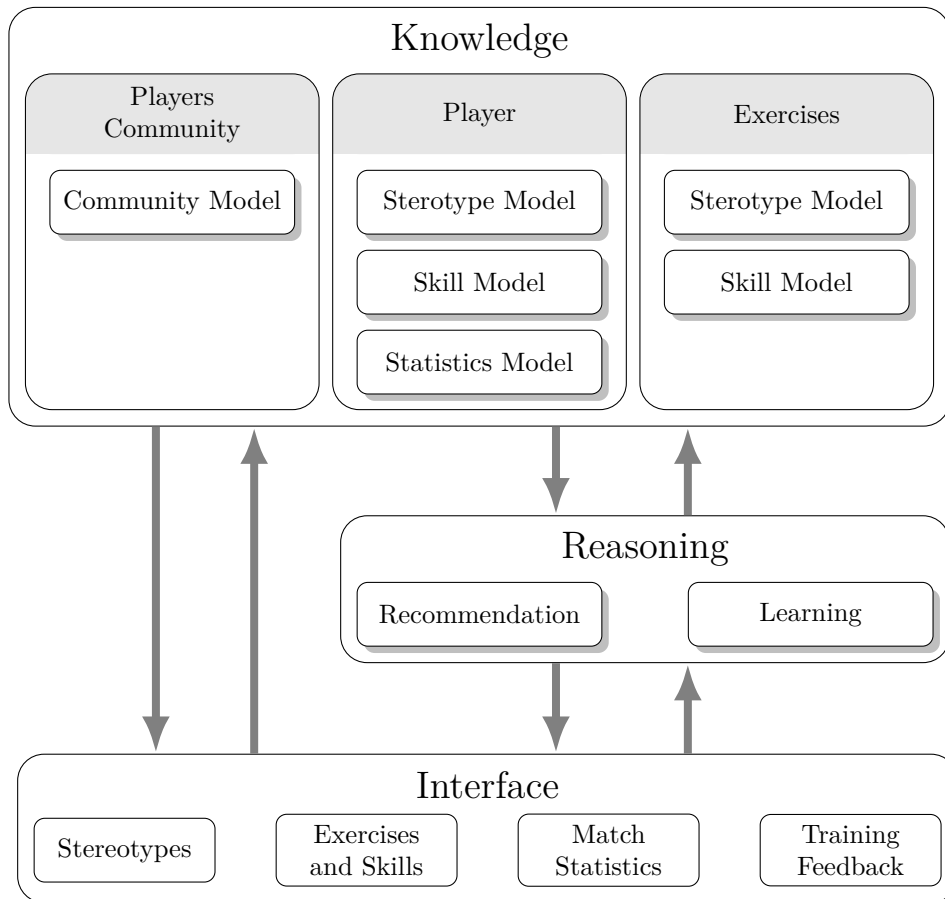 Knowledge
Players
Community
Player
Exercises
Community Model
Sterotype Model
Sterotype Model
Skill Model
Skill Model
Statistics Model
Reasoning
Recommendation
Learning
Interface
Stereotypes
Exercises
and Skills
Match
Statistics
Training
Feedback